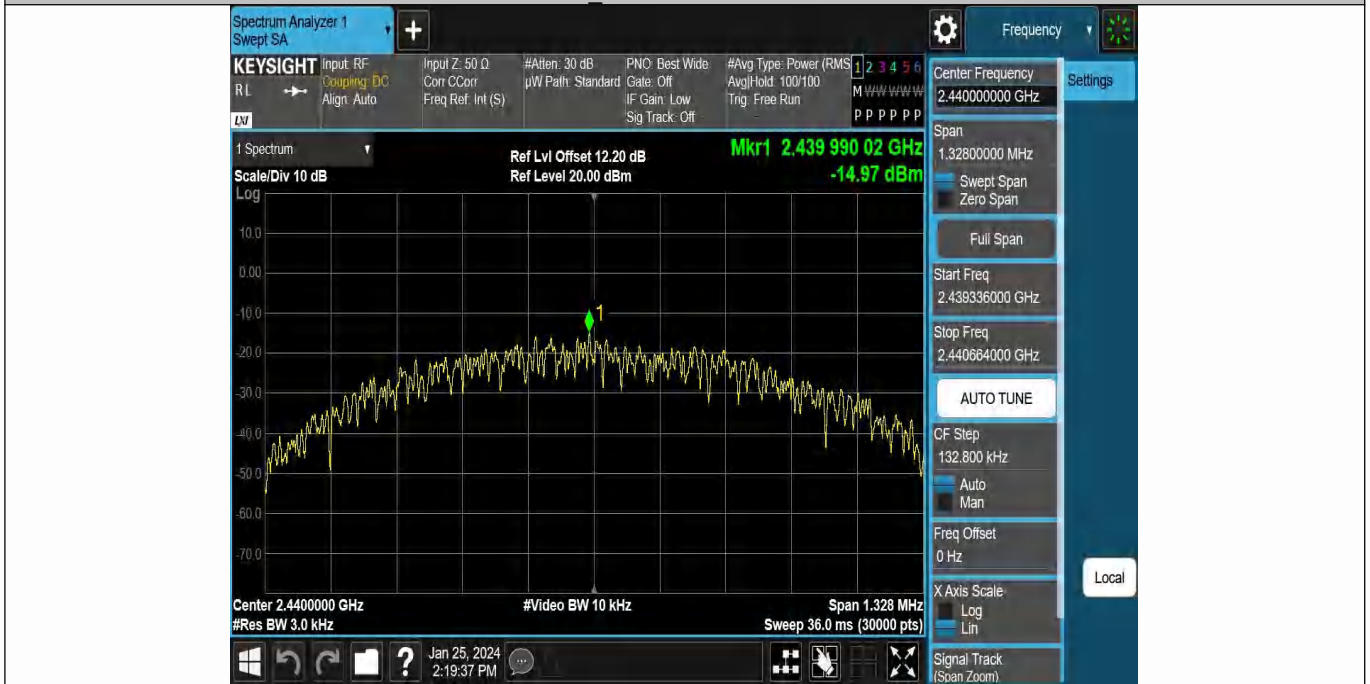 Spectrum Analyzer 1
Swept SA
Frequency
KEYSIGHT
RL
LXI
Input: RF
Coupling: DC
Align: Auto
Input Z: 50 Ω
Corr CCorr
Freq Ref: Int (S)
#Atten: 30 dB
µW Path: Standard
PNO: Best Wide
Gate: Off
IF Gain: Low
Sig Track: Off
#Avg Type: Power (RMS
Avg|Hold: 100/100
Trig: Free Run
1 2 3 4 5 6
M W W W W W
P P P P P P
1 Spectrum
Scale/Div 10 dB
Ref Lvl Offset 12.20 dB
Ref Level 20.00 dBm
Mkr1 2.439 990 02 GHz
-14.97 dBm
Log
10.0
0.00
-10.0
-20.0
-30.0
-40.0
-50.0
-60.0
-70.0
1
Center 2.4400000 GHz
#Res BW 3.0 kHz
#Video BW 10 kHz
Span 1.328 MHz
Sweep 36.0 ms (30000 pts)
Jan 25, 2024
2:19:37 PM
Center Frequency
2.440000000 GHz
Settings
Span
1.32800000 MHz
Swept Span
Zero Span
Full Span
Start Freq
2.439336000 GHz
Stop Freq
2.440664000 GHz
AUTO TUNE
CF Step
132.800 kHz
Auto
Man
Freq Offset
0 Hz
X Axis Scale
Log
Lin
Local
Signal Track
(Span Zoom)